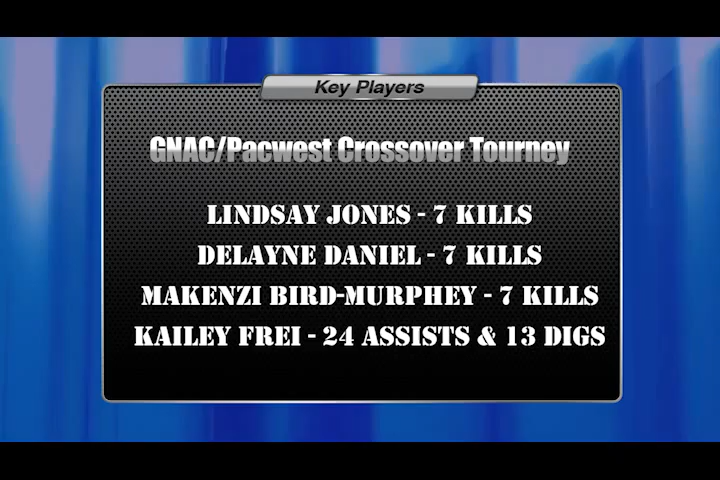 Key Players
GNAC/Pacwest Crossover Tourney
LINDSAY JONES - 7 KILLS
DELAYNE DANIEL - 7 KILLS
MAKENZI BIRD-MURPHEY - 7 KILLS
KAILEY FREI - 24 ASSISTS & 13 DIGS